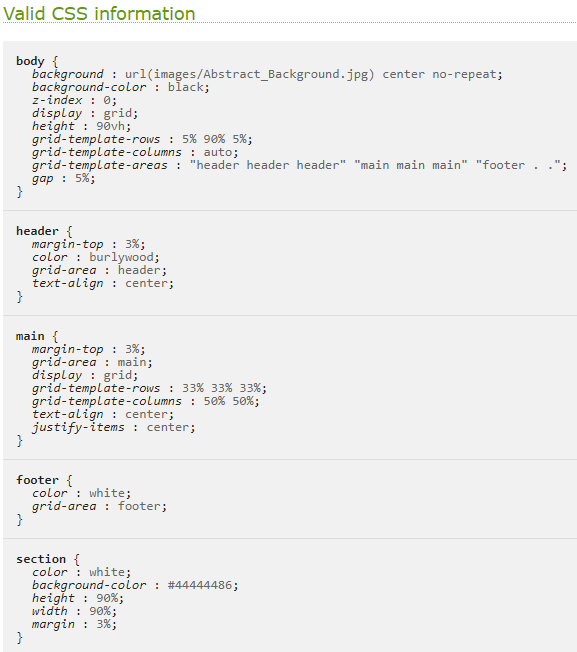 Valid CSS information
body {
background : url(images/Abstract_Background.jpg) center no-repeat;
background-color : black;
z-index : 0;
display : grid;
height : 90vh;
grid-template-rows : 5% 90% 5%;
grid-template-columns : auto;
grid-template-areas : "header header header" "main main main" "footer . .";
gap : 5%;
}
header {
margin-top : 3%;
color : burlywood;
grid-area : header;
text-align : center;
}
main {
margin-top : 3%;
grid-area : main;
display : grid;
grid-template-rows : 33% 33% 33%;
grid-template-columns : 50% 50%;
text-align : center;
justify-items : center;
}
footer {
color : white;
grid-area : footer;
}
section {
color : white;
background-color : #44444486;
height : 90%;
width : 90%;
margin : 3%;
}